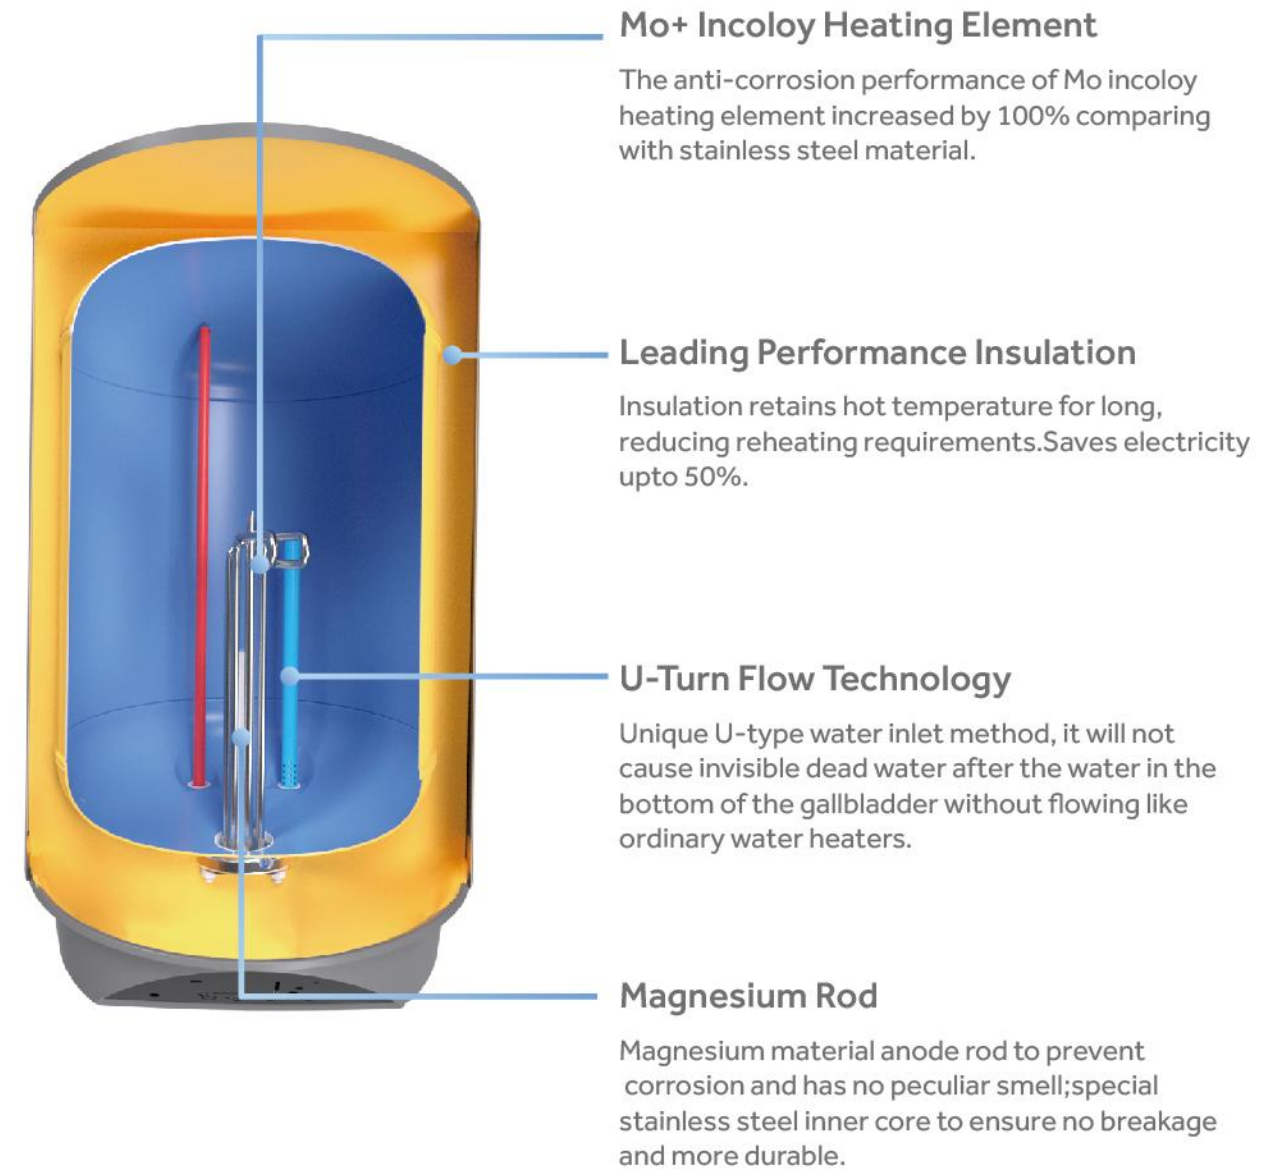 Mo+ Incoloy Heating Element
The anti-corrosion performance of Mo incoloy
heating element increased by 100% comparing
with stainless steel material.
Leading Performance Insulation
Insulation retains hot temperature for long,
reducing reheating requirements.Saves electricity
upto 50%.
U-Turn Flow Technology
Unique U-type water inlet method, it will not
cause invisible dead water after the water in the
bottom of the gallbladder without flowing like
ordinary water heaters.
Magnesium Rod
Magnesium material anode rod to prevent
corrosion and has no peculiar smell;special
stainless steel inner core to ensure no breakage
and more durable.